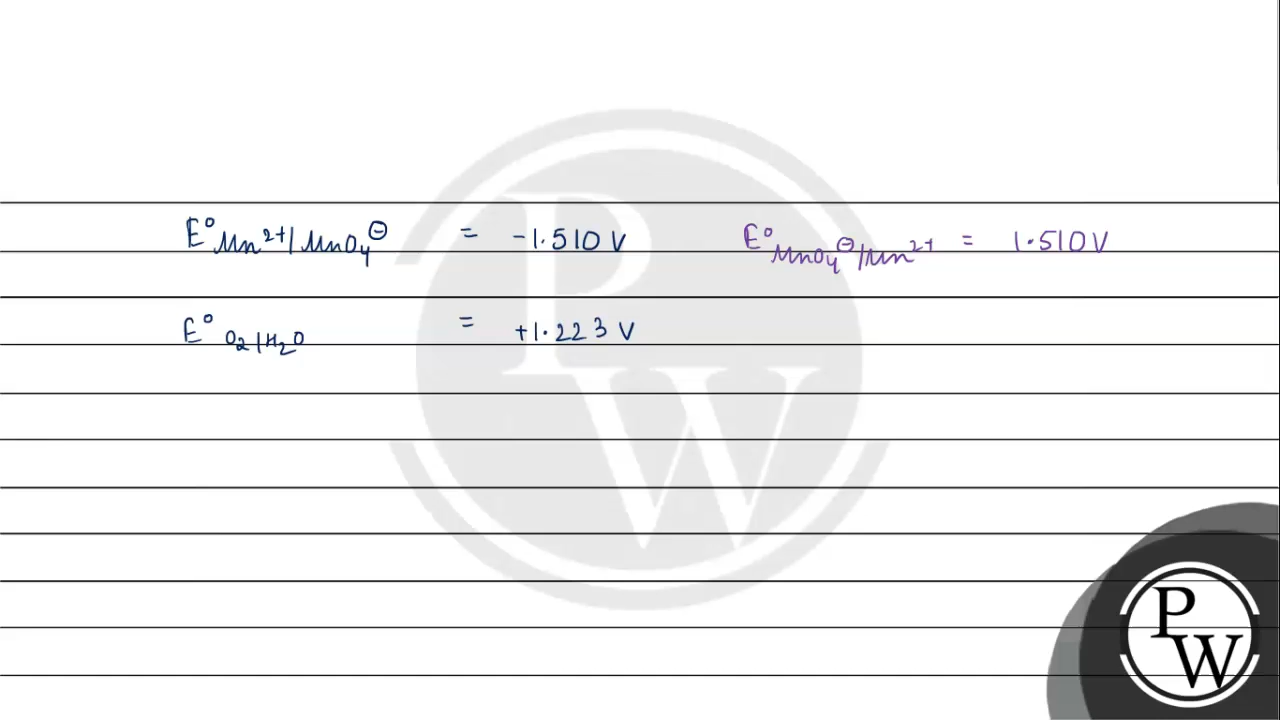 E° Mn²⁺/MnO₄⊖ = -1.510 V E° MnO₄⊖/Mn²⁺ = 1.510 V
E° O₂/H₂O = +1.223 V
P
W
P
W